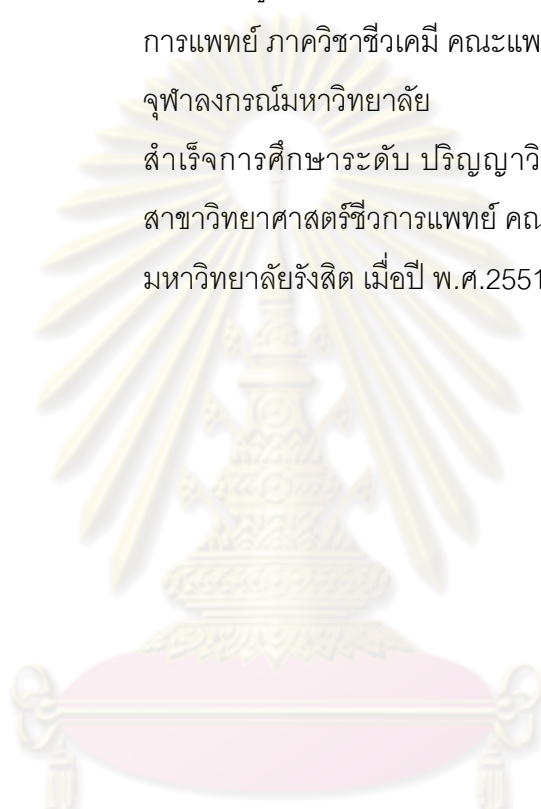 การแพทย์ ภาควิชาชีวเคมี คณะแพ
จุฬาลงกรณ์มหาวิทยาลัย
สำเร็จการศึกษาระดับ ปริญญาวิ
สาขาวิทยาศาสตร์ชีวการแพทย์ คณ
มหาวิทยาลัยรังสิต เมื่อปี พ.ศ.2551